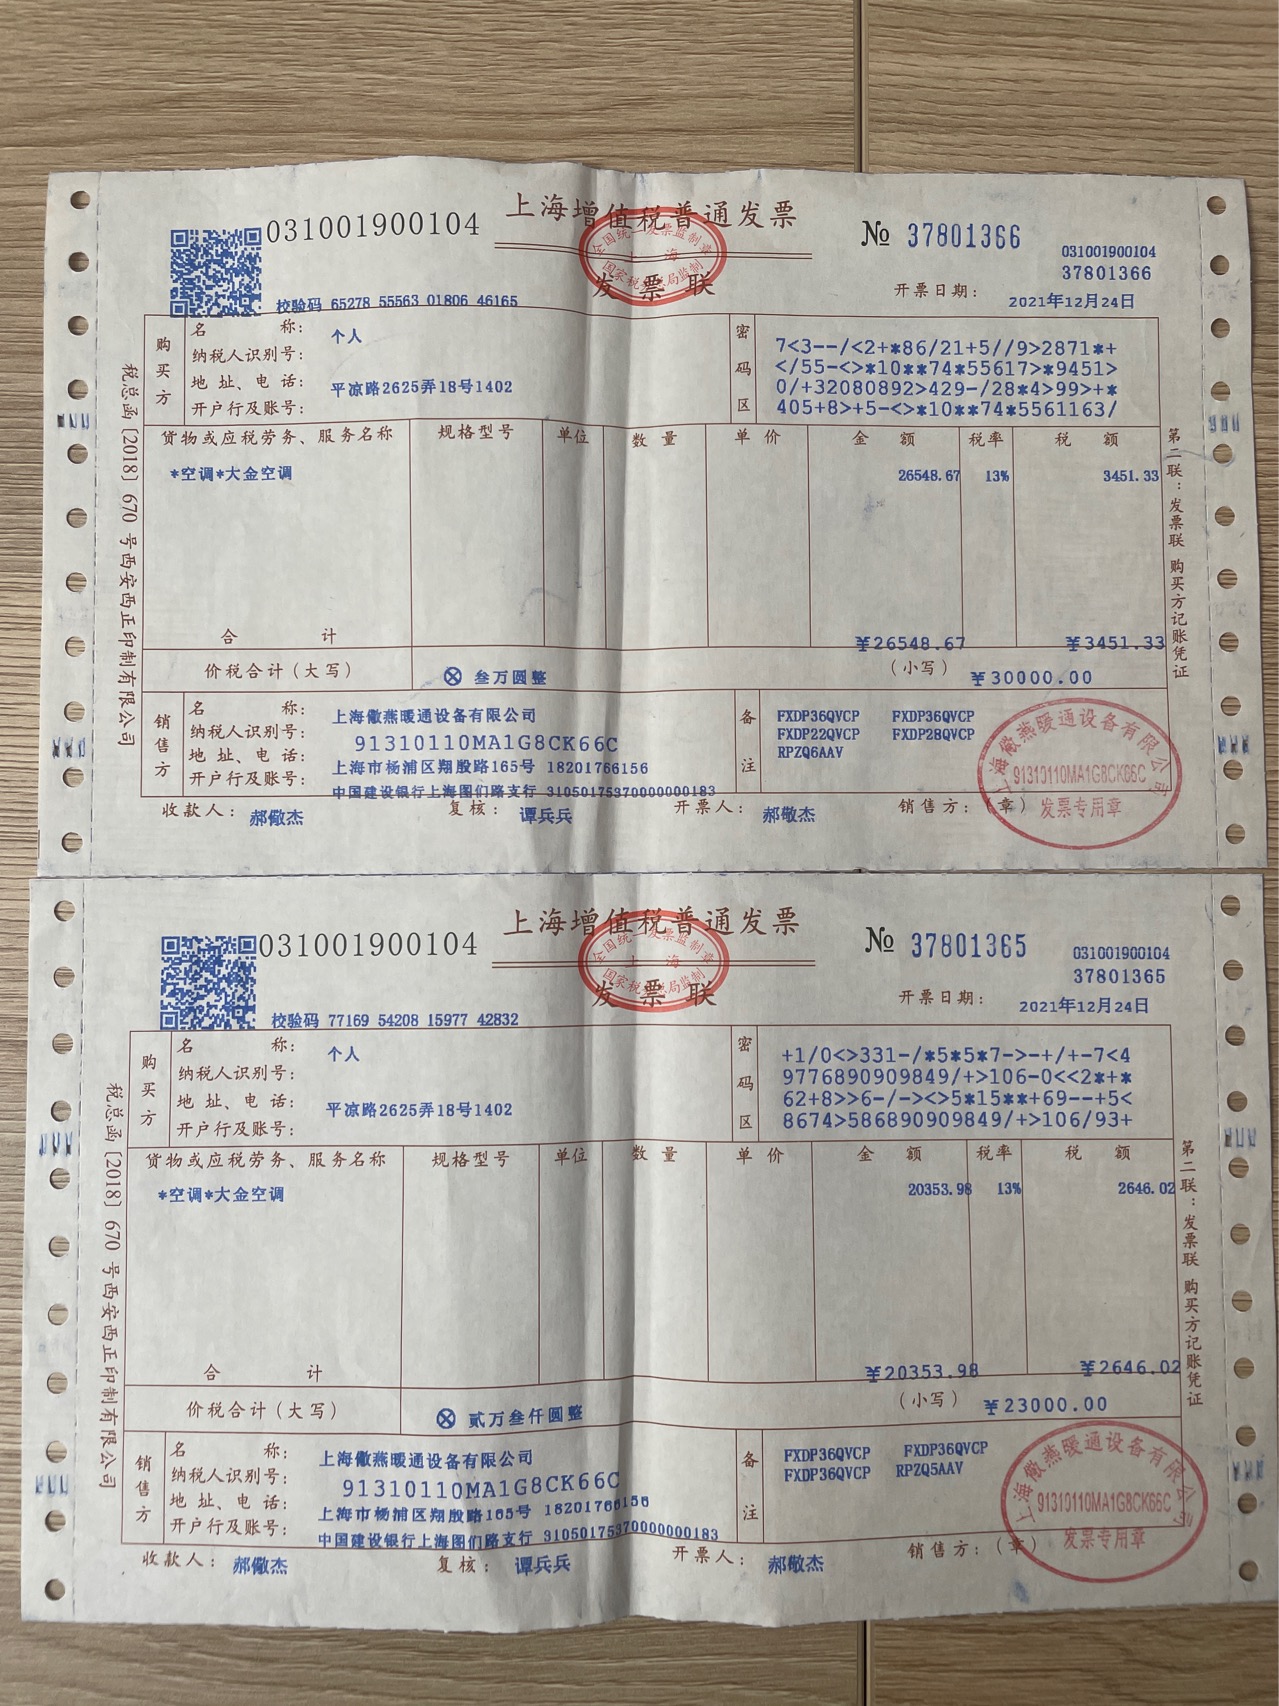 031001900104
上海增值税普通发票
发票联
全国统一发票监制章
上海
国家税务总局监制
№ 37801366
031001900104
37801366
校验码 65278 55563 01806 46165
开票日期: 2021年12月24日
购买方
名称: 个人
纳税人识别号:
地址、电话: 平凉路2625弄18号1402
开户行及账号:
密码区
7<3--/<2+*86/21+5//9>2871*+
</55-<>*10**74*55617>*9451>
0/+32080892>429-/28*4>99>+*
405+8>+5-<>*10**74*5561163/
货物或应税劳务、服务名称 规格型号 单位 数量 单价 金额 税率 税额
*空调*大金空调 26548.67 13% 3451.33
合计 ¥26548.67 ¥3451.33
价税合计(大写) ⊗ 叁万圆整 (小写) ¥30000.00
销售方
名称: 上海徽燕暖通设备有限公司
纳税人识别号: 91310110MA1G8CK66C
地址、电话: 上海市杨浦区翔殷路165号 18201766156
开户行及账号: 中国建设银行上海图们路支行 31050175370000000183
备注
FXDP36QVCP FXDP36QVCP
FXDP22QVCP FXDP28QVCP
RPZQ6AAV
收款人: 郝儆杰 复核: 谭兵兵 开票人: 郝儆杰 销售方:(章)
上海徽燕暖通设备有限公司
91310110MA1G8CK66C
发票专用章
税总函[2018]670号西安西正印制有限公司
第二联:发票联 购买方记账凭证
031001900104
上海增值税普通发票
发票联
全国统一发票监制章
上海
国家税务总局监制
№ 37801365
031001900104
37801365
校验码 77169 54208 15977 42832
开票日期: 2021年12月24日
购买方
名称: 个人
纳税人识别号:
地址、电话: 平凉路2625弄18号1402
开户行及账号:
密码区
+1/0<>331-/*5*5*7->-+/+-7<4
9776890909849/+>106-0<<2*+*
62+8>>6-/-><>5*15**+69--+5<
8674>586890909849/+>106/93+
货物或应税劳务、服务名称 规格型号 单位 数量 单价 金额 税率 税额
*空调*大金空调 20353.98 13% 2646.02
合计 ¥20353.98 ¥2646.02
价税合计(大写) ⊗ 贰万叁仟圆整 (小写) ¥23000.00
销售方
名称: 上海徽燕暖通设备有限公司
纳税人识别号: 91310110MA1G8CK66C
地址、电话: 上海市杨浦区翔殷路165号 18201766156
开户行及账号: 中国建设银行上海图们路支行 31050175370000000183
备注
FXDP36QVCP FXDP36QVCP
FXDP36QVCP RPZQ5AAV
收款人: 郝儆杰 复核: 谭兵兵 开票人: 郝儆杰 销售方:(章)
上海徽燕暖通设备有限公司
91310110MA1G8CK66C
发票专用章
税总函[2018]670号西安西正印制有限公司
第二联:发票联 购买方记账凭证